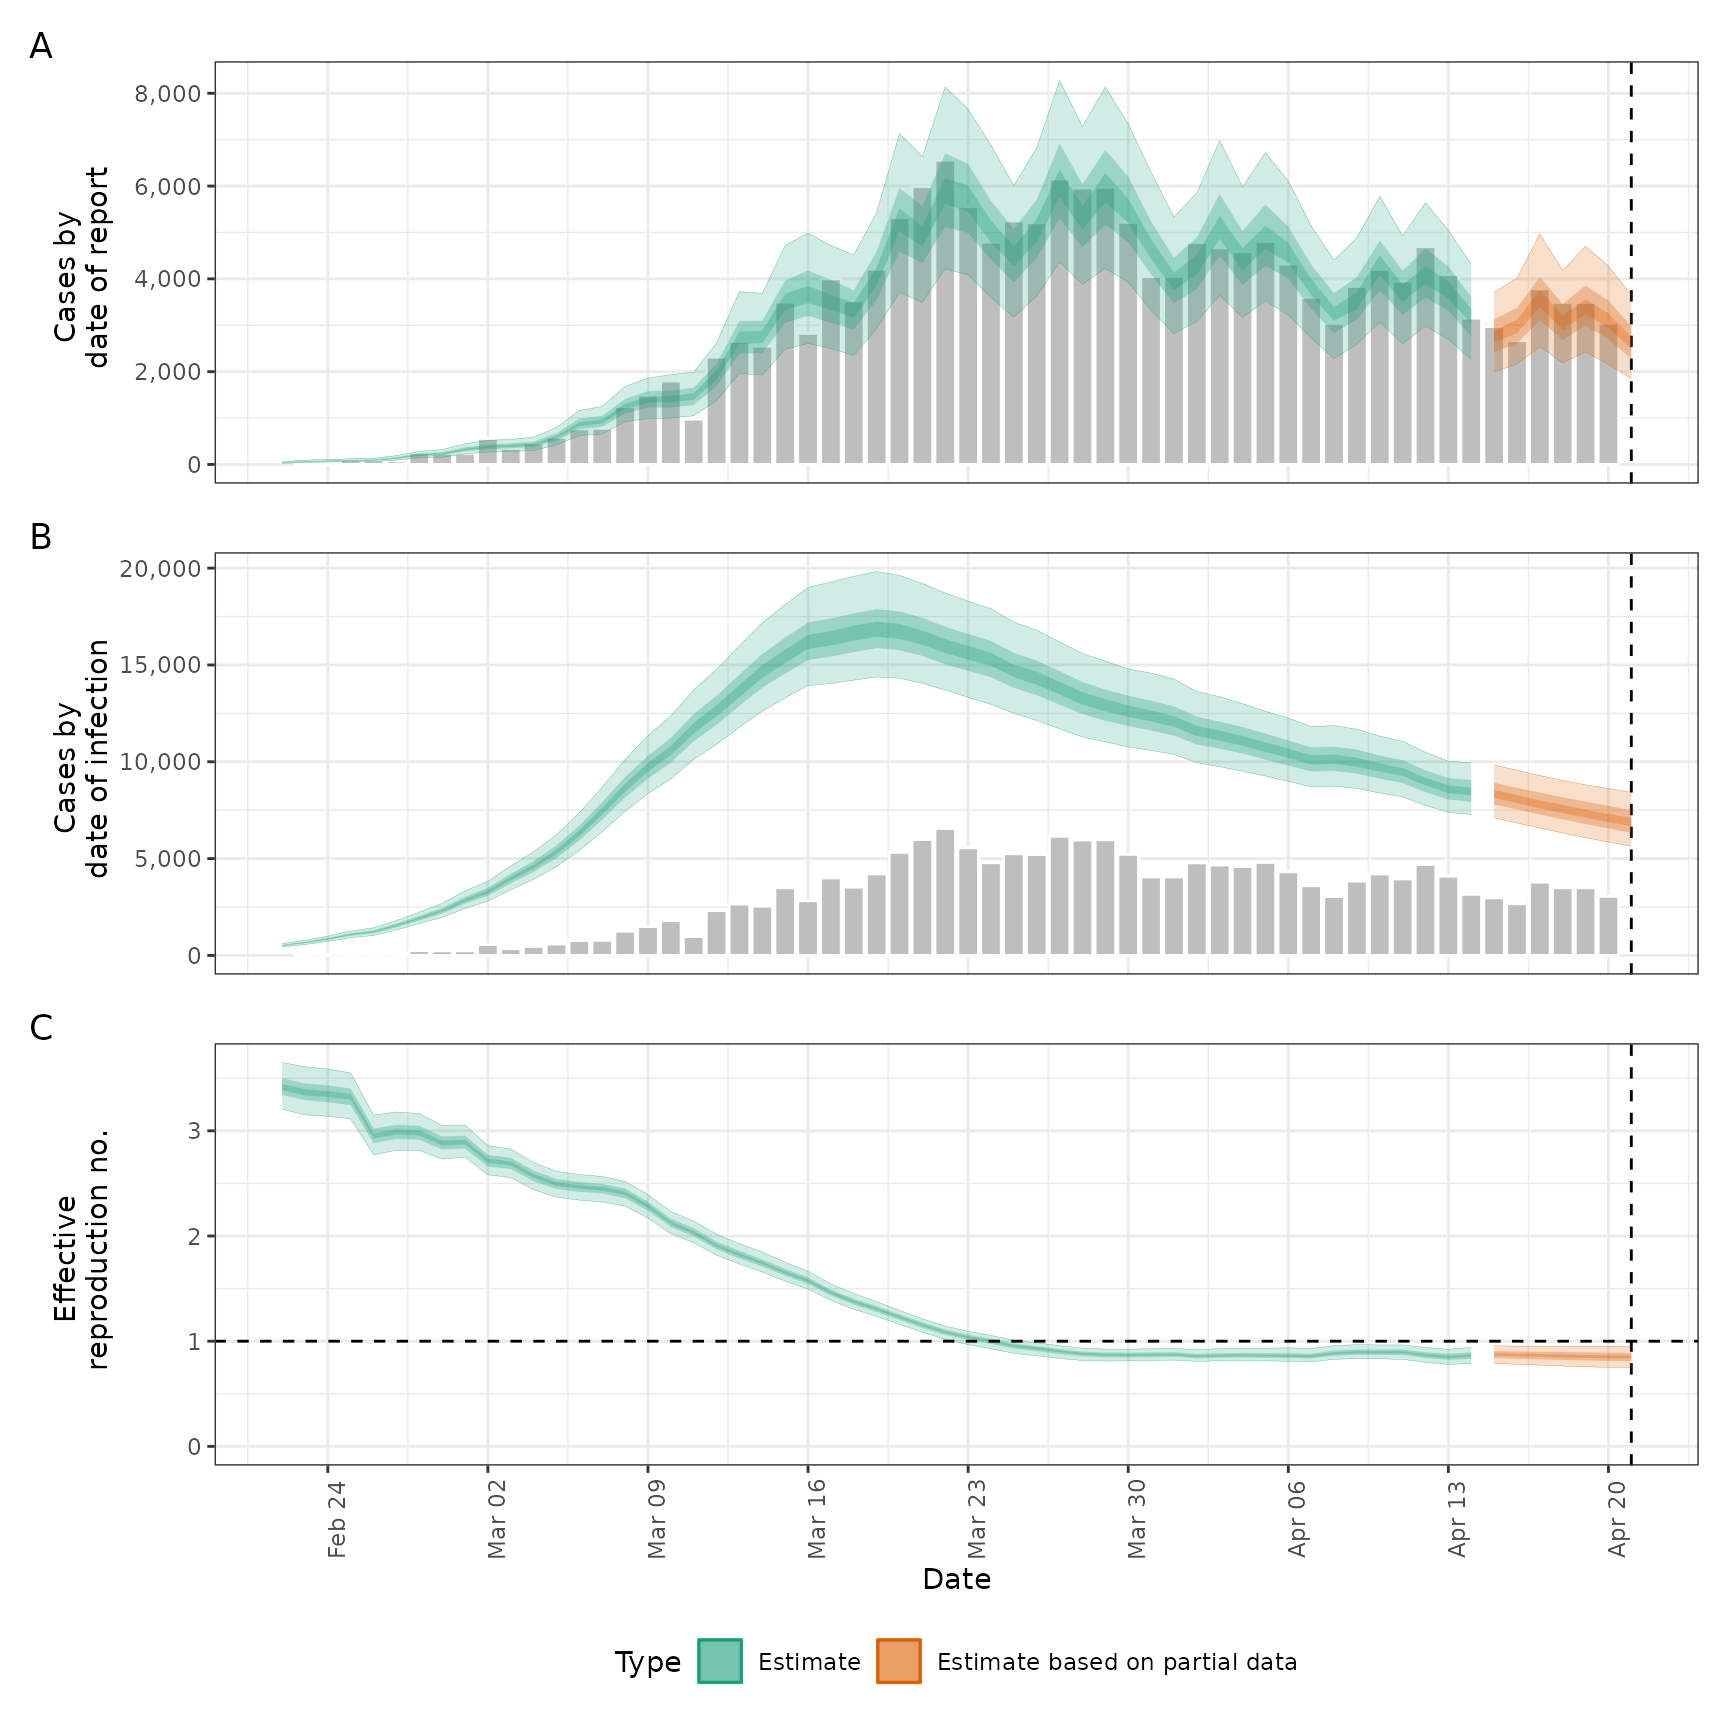 A
8,000
6,000
4,000
2,000
0
Cases by
date of report
B
20,000
15,000
10,000
5,000
0
Cases by
date of infection
C
3
2
1
0
Effective
reproduction no.
Feb 24
Mar 02
Mar 09
Mar 16
Mar 23
Mar 30
Apr 06
Apr 13
Apr 20
Date
Type Estimate Estimate based on partial data